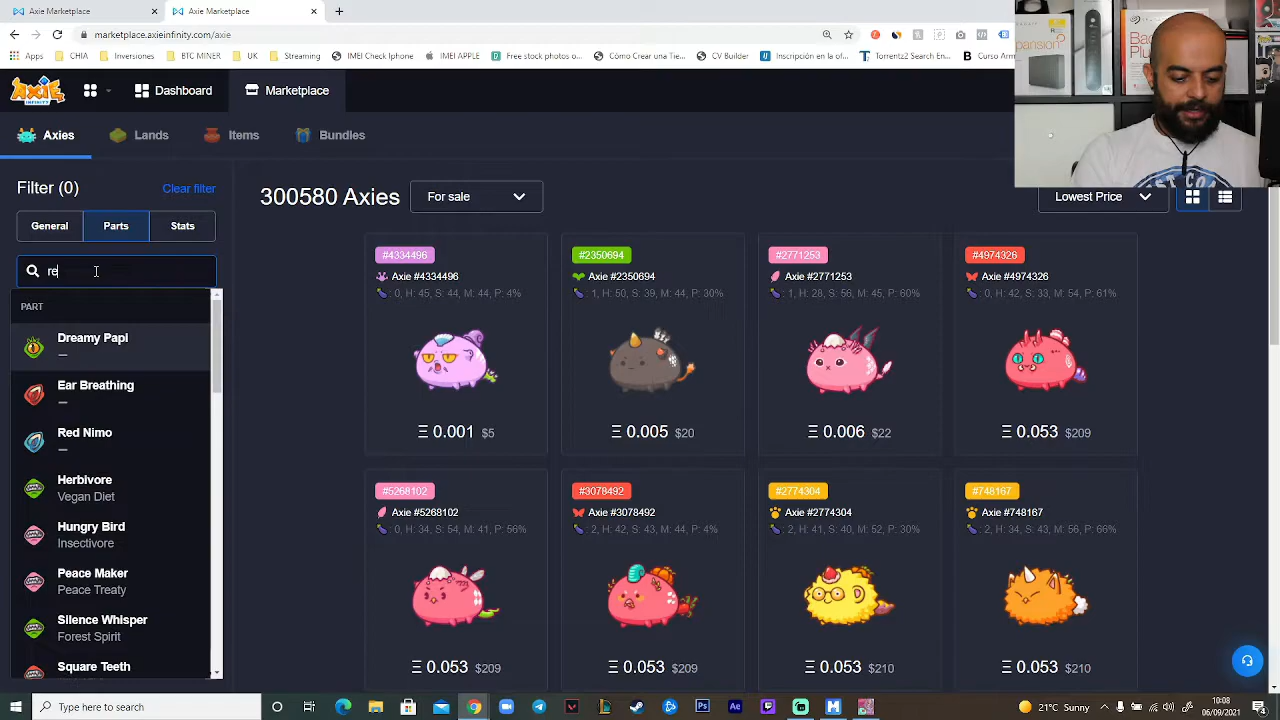 Axie Marketplace
Axie Marketplace
marketplace.axieinfinity.com/axie
CHIA
Inversiones
BTC MINER
UK
Streaming
IMEI Check Iphone
IMEI APPLE
Free stock photos o...
Cómo Crear una Tie...
CV Builder
Inscripción en la of...
Torrentz2 Search En...
Curso Arm
AXIE INFINITY
Dashboard
Marketplace
Axies
Lands
Items
Bundles
Filter (0)
Clear filter
General
Parts
Stats
re
PART
Dreamy Papi
—
Ear Breathing
—
Red Nimo
—
Herbivore
Vegan Diet
Hungry Bird
Insectivore
Peace Maker
Peace Treaty
Silence Whisper
Forest Spirit
Square Teeth
300580 Axies
For sale
Lowest Price
#4334496
Axie #4334496
: 0, H: 45, S: 44, M: 44, P: 4%
Ξ 0.001 $5
#2350694
Axie #2350694
: 1, H: 50, S: 39, M: 44, P: 30%
Ξ 0.005 $20
#2771253
Axie #2771253
: 1, H: 28, S: 56, M: 45, P: 60%
Ξ 0.006 $22
#4974326
Axie #4974326
: 0, H: 42, S: 33, M: 54, P: 61%
Ξ 0.053 $209
#5268102
Axie #5268102
: 0, H: 34, S: 54, M: 41, P: 56%
Ξ 0.053 $209
#3078492
Axie #3078492
: 2, H: 42, S: 43, M: 44, P: 4%
Ξ 0.053 $209
#2774304
Axie #2774304
: 2, H: 41, S: 40, M: 52, P: 30%
Ξ 0.053 $210
#748167
Axie #748167
: 2, H: 34, S: 43, M: 56, P: 66%
Ξ 0.053 $210
Type here to search
21°C Sunny
10:08
06/09/2021